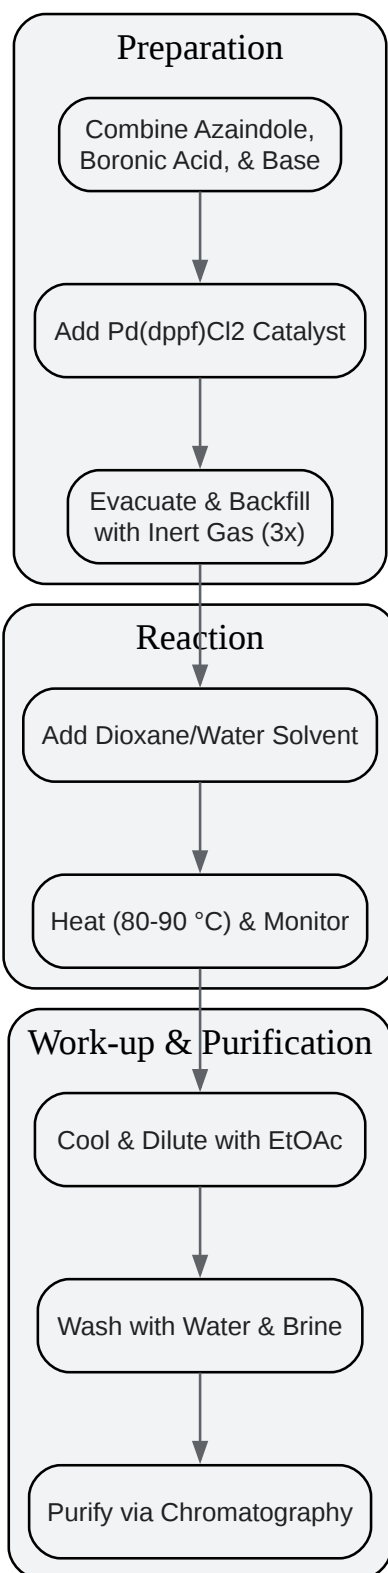 Preparation
Combine Azaindole,
Boronic Acid, & Base
Add Pd(dppf)Cl2 Catalyst
Evacuate & Backfill
with Inert Gas (3x)
Reaction
Add Dioxane/Water Solvent
Heat (80-90 °C) & Monitor
Work-up & Purification
Cool & Dilute with EtOAc
Wash with Water & Brine
Purify via Chromatography